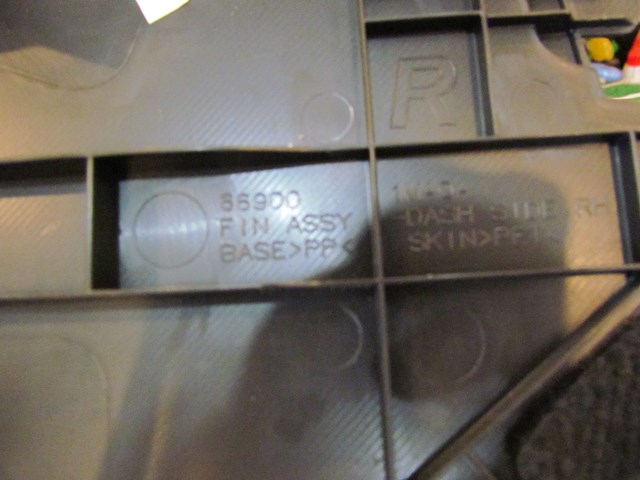 R
66900
FIN ASSY-DASH SIDE RH
BASE>PP< SKIN>PET<